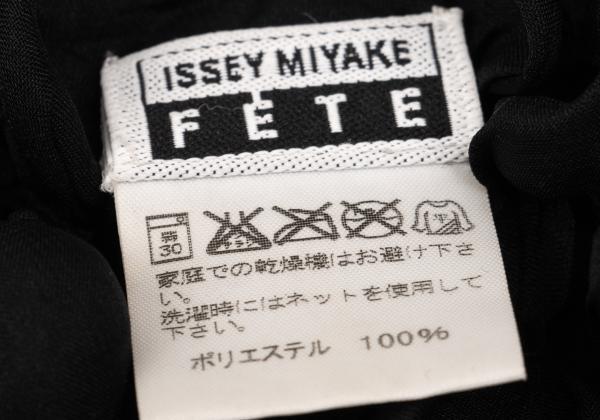 ISSEY MIYAKE
FETE
30
家庭での乾燥機はお避け下さ
い。
洗濯時にはネットを使用して
下さい。
ポリエステル 100%